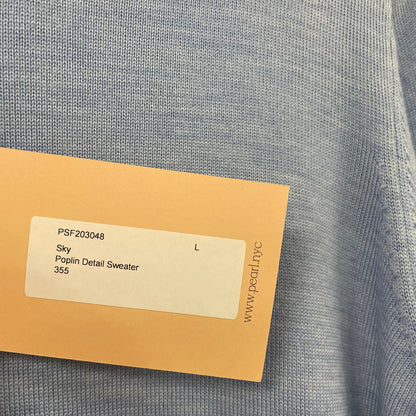 PSF203048
Sky L
Poplin Detail Sweater
355
www.pearl.nyc